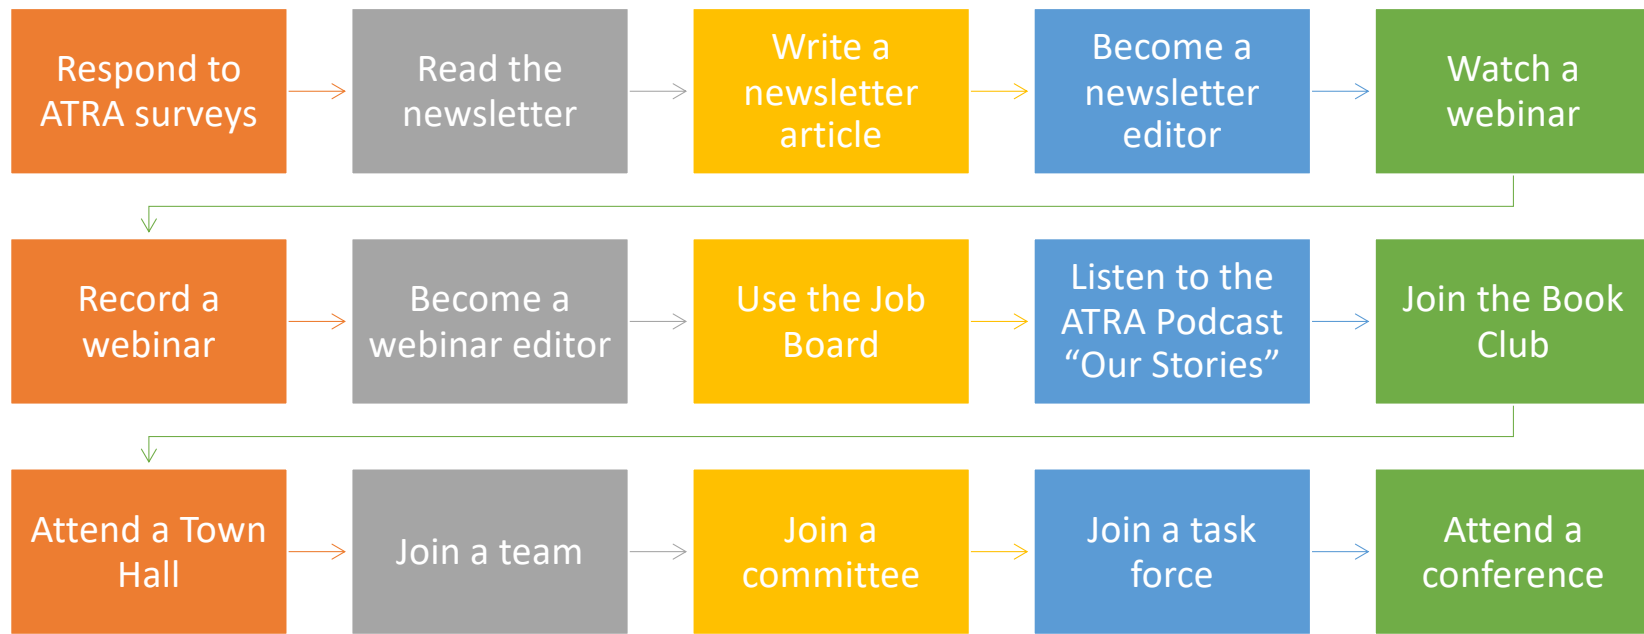 Respond to
ATRA surveys
Read the
newsletter
Write a
newsletter
article
Become a
newsletter
editor
Watch a
webinar
Record a
webinar
Become a
webinar editor
Use the Job
Board
Listen to the
ATRA Podcast
“Our Stories”
Join the Book
Club
Attend a Town
Hall
Join a team
Join a
committee
Join a task
force
Attend a
conference